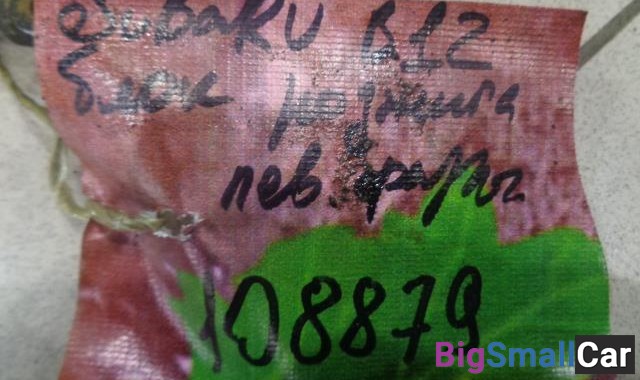 Subaru B12
блок розжига
лев. фары
108879
BigSmallCar